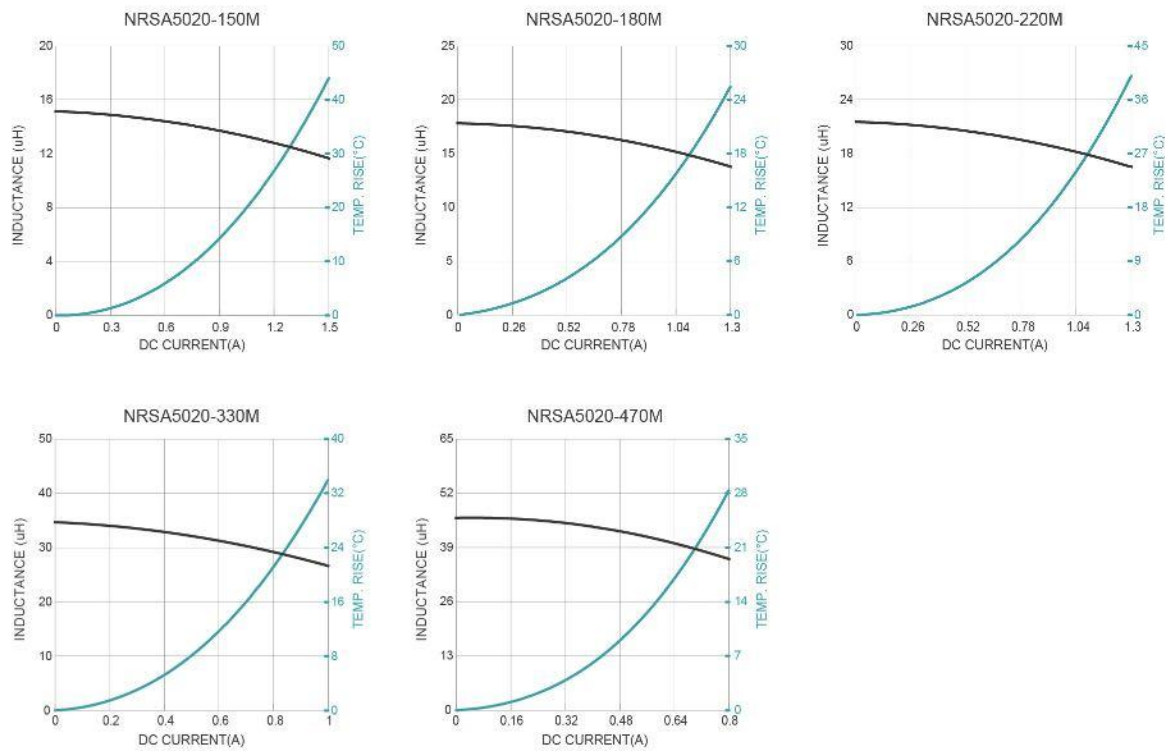 NRSA5020-150M
20
16
12
8
4
0
INDUCTANCE (uH)
50
40
30
20
10
0
TEMP. RISE(°C)
0 0.3 0.6 0.9 1.2 1.5
DC CURRENT(A)
NRSA5020-180M
25
20
15
10
5
0
INDUCTANCE (uH)
30
24
18
12
6
0
TEMP. RISE(°C)
0 0.26 0.52 0.78 1.04 1.3
DC CURRENT(A)
NRSA5020-220M
30
24
18
12
6
0
INDUCTANCE (uH)
45
36
27
18
9
0
TEMP. RISE(°C)
0 0.26 0.52 0.78 1.04 1.3
DC CURRENT(A)
NRSA5020-330M
50
40
30
20
10
0
INDUCTANCE (uH)
40
32
24
16
8
0
TEMP. RISE(°C)
0 0.2 0.4 0.6 0.8 1
DC CURRENT(A)
NRSA5020-470M
65
52
39
26
13
0
INDUCTANCE (uH)
35
28
21
14
7
0
TEMP. RISE(°C)
0 0.16 0.32 0.48 0.64 0.8
DC CURRENT(A)